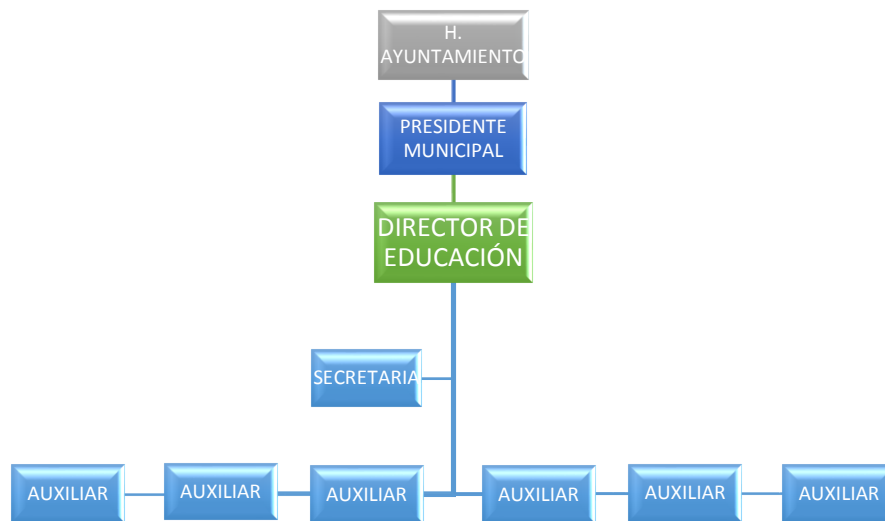 H.
AYUNTAMIENTO
PRESIDENTE
MUNICIPAL
DIRECTOR DE
EDUCACIÓN
SECRETARIA
AUXILIAR
AUXILIAR
AUXILIAR
AUXILIAR
AUXILIAR
AUXILIAR